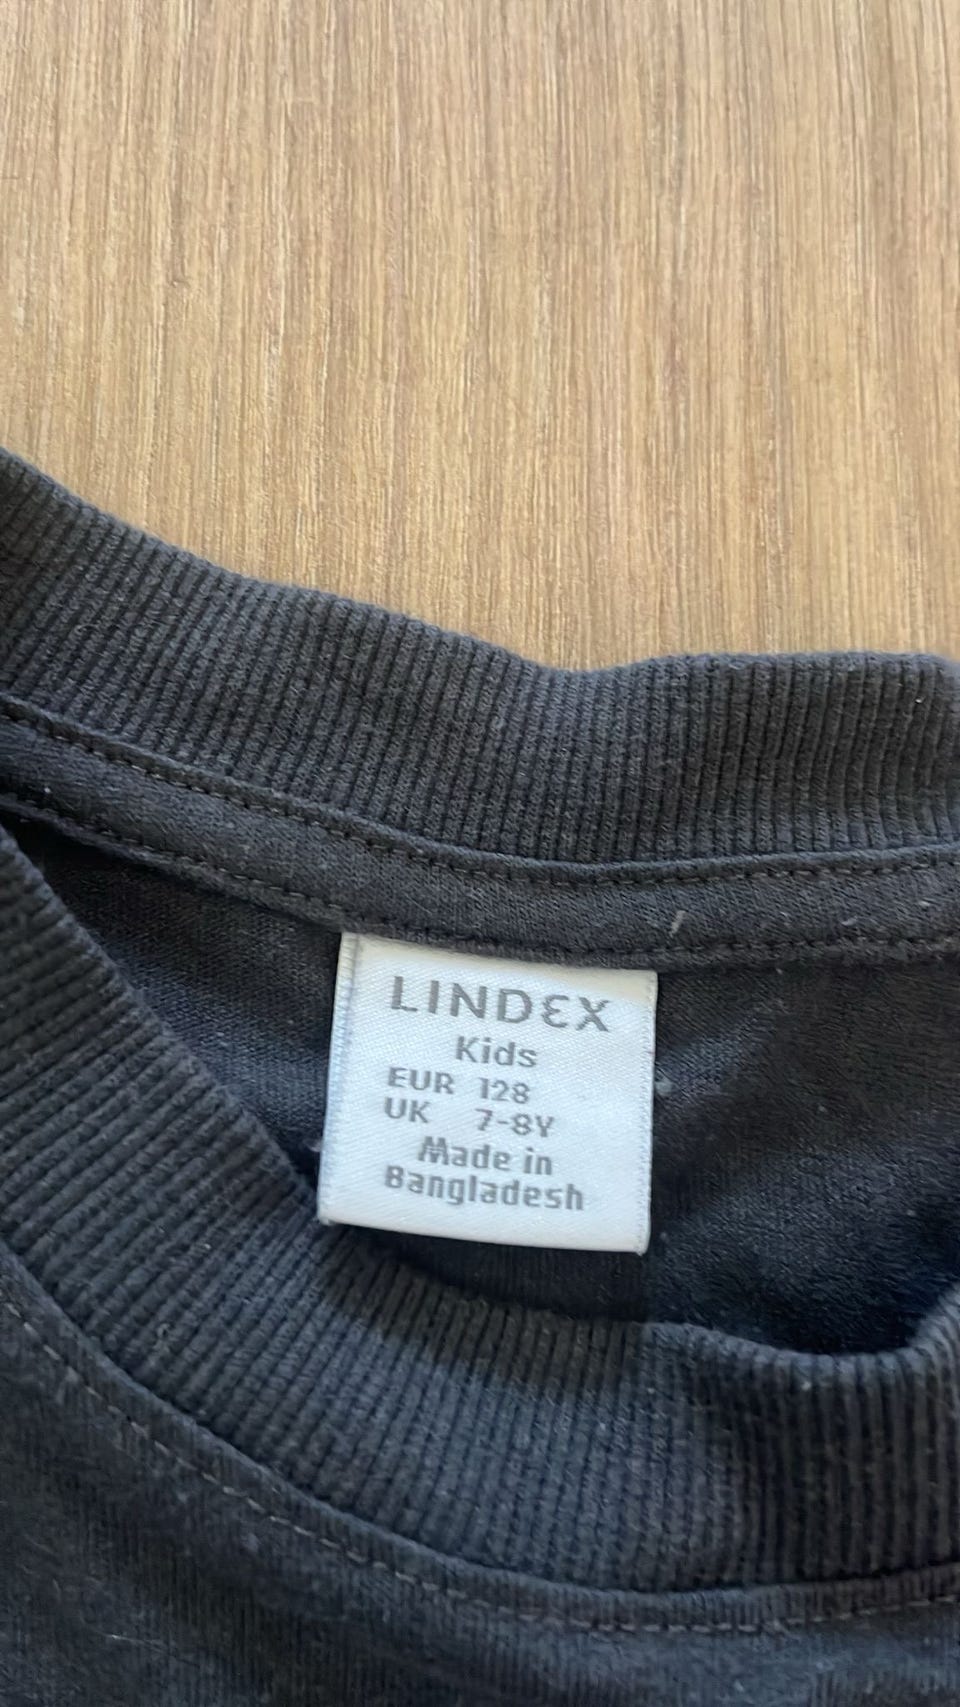 LINDEX
Kids
EUR 128
UK 7-8Y
Made in
Bangladesh